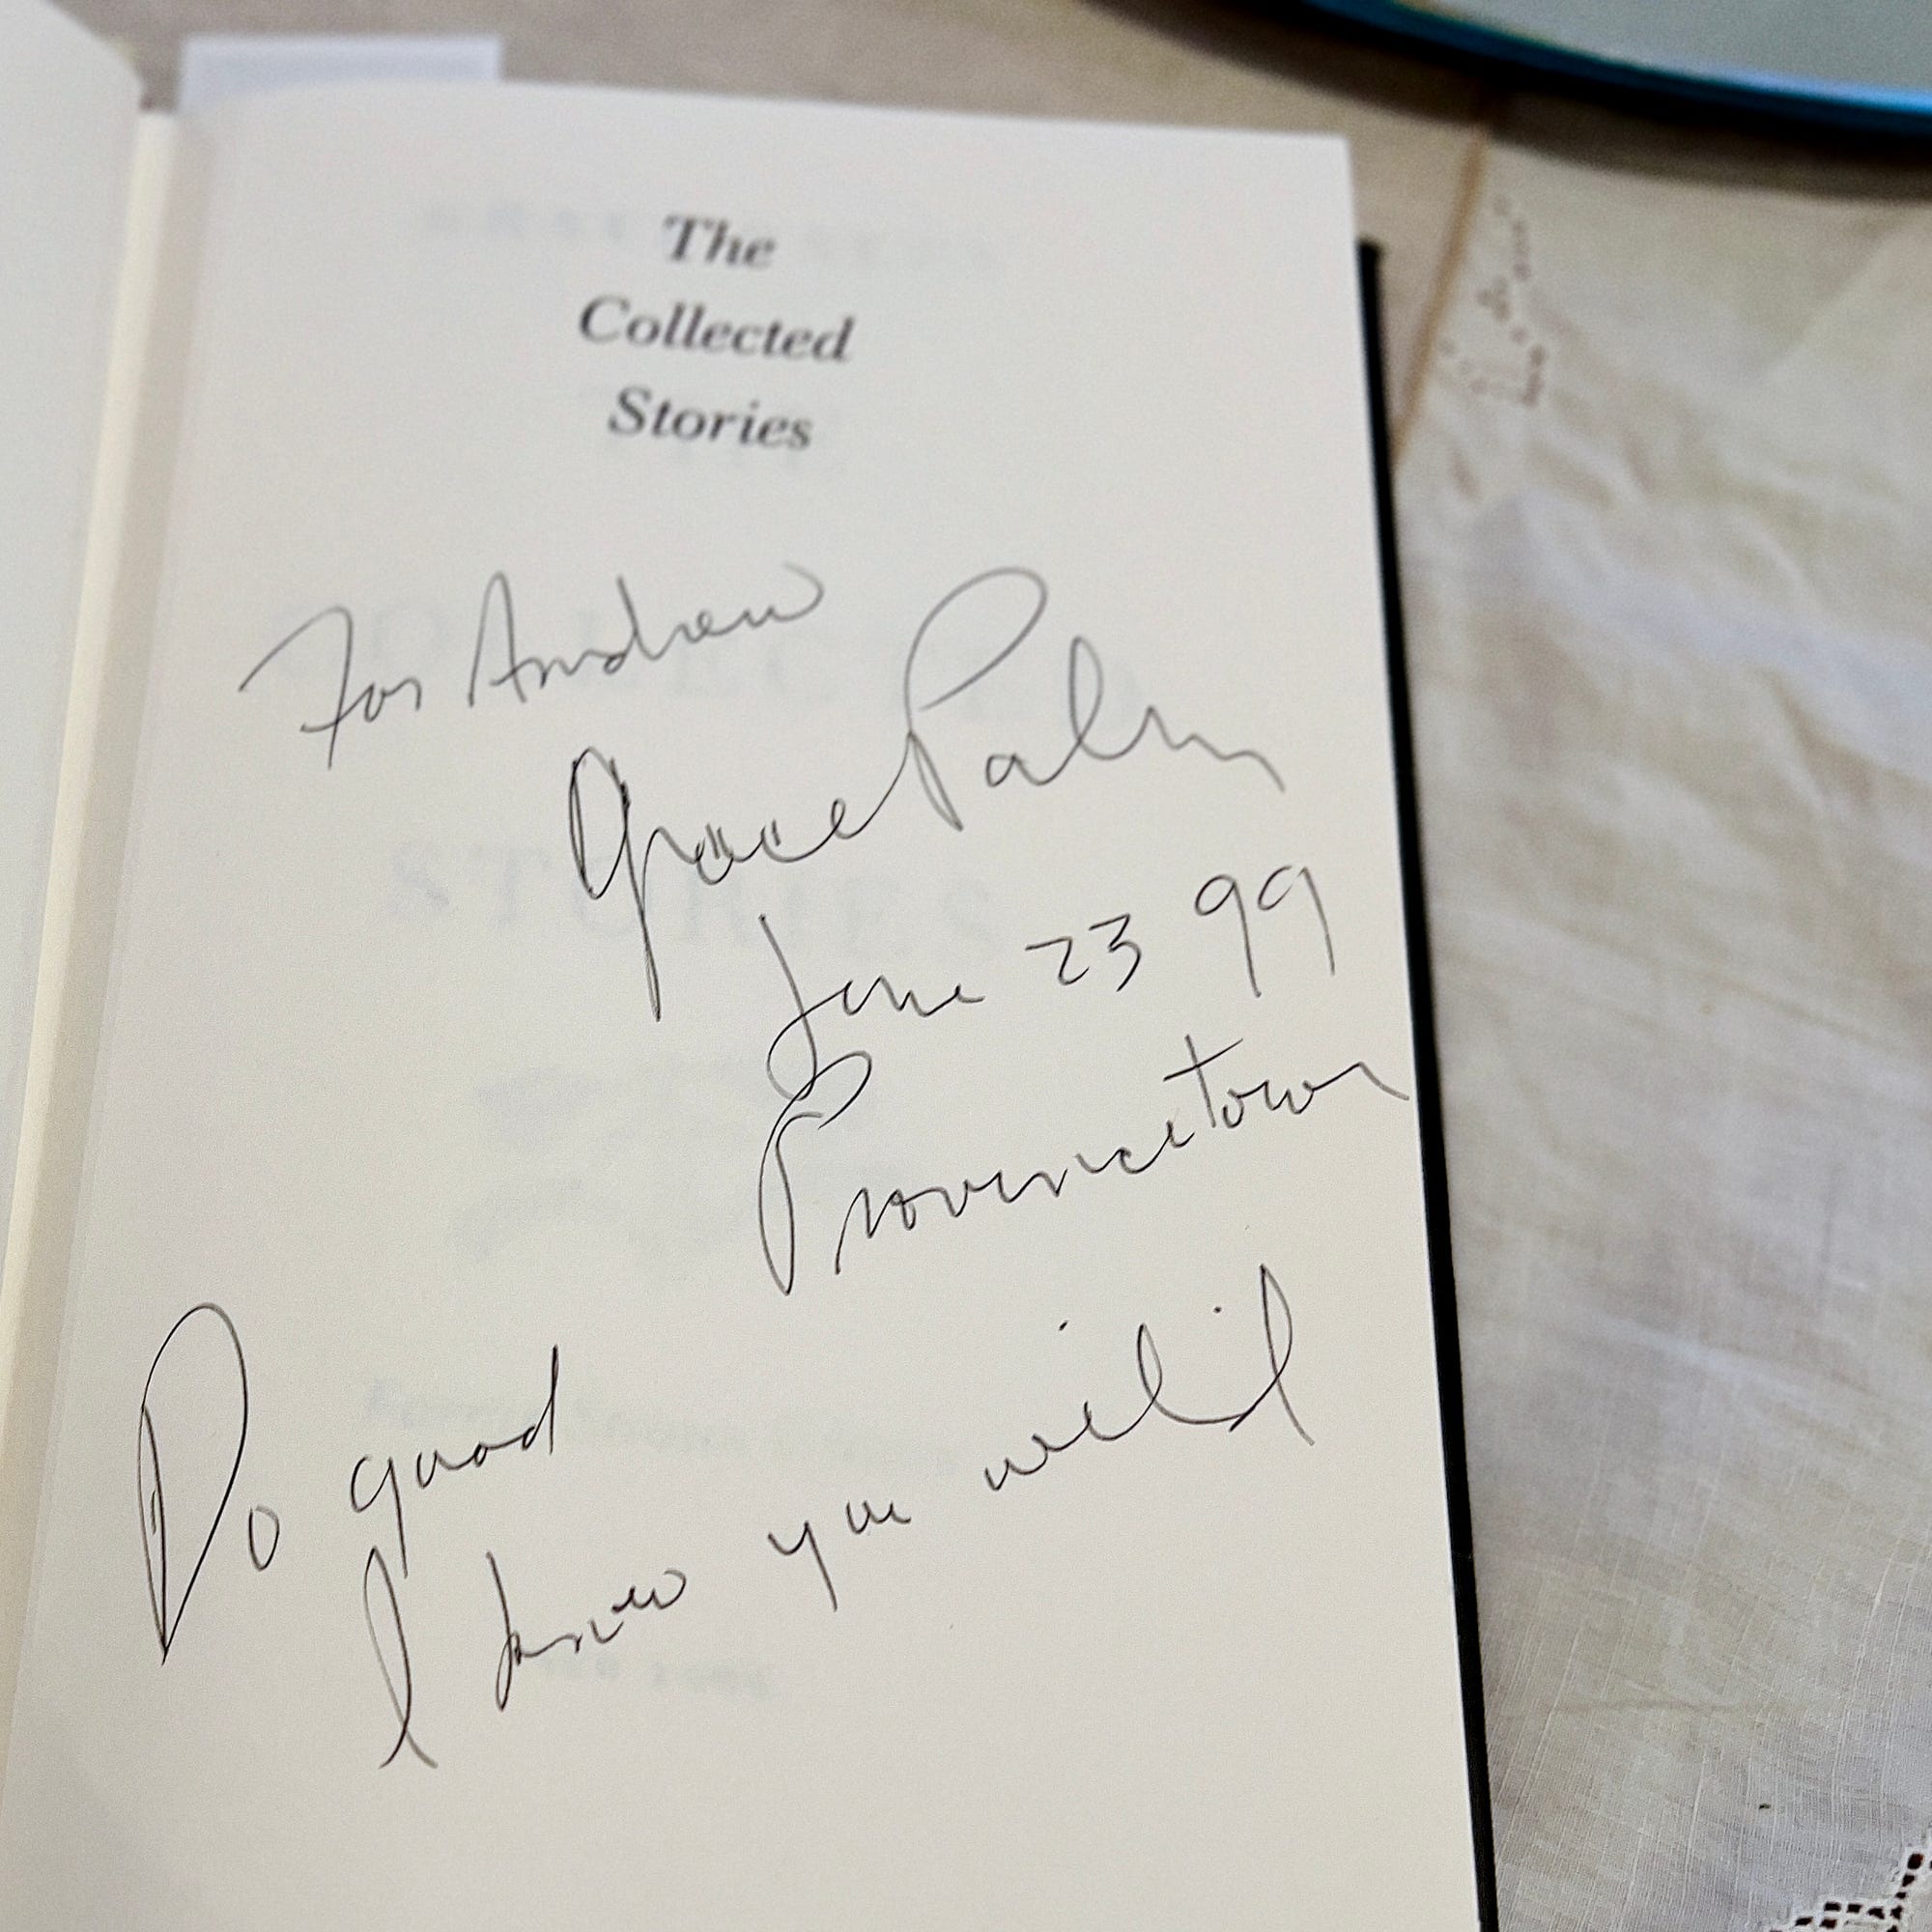 The
Collected
Stories
For Andrew
Grace Paley
June 23 99
Provincetown
Do good
I know you will